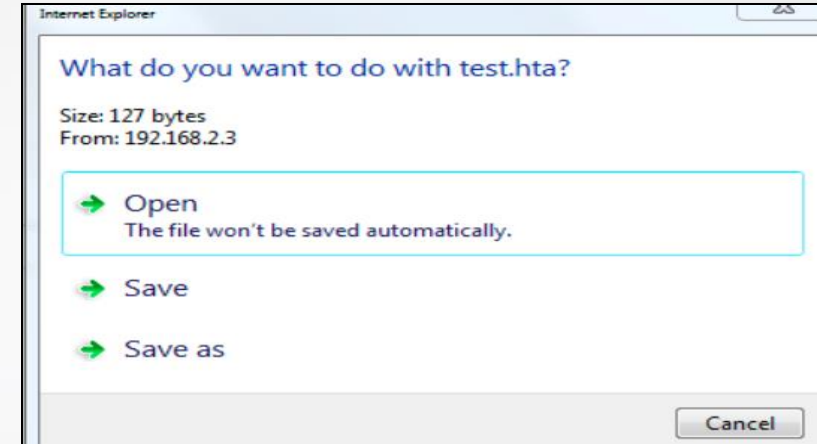 Internet Explorer
What do you want to do with test.hta?
Size: 127 bytes
From: 192.168.2.3
Open
The file won't be saved automatically.
Save
Save as
Cancel